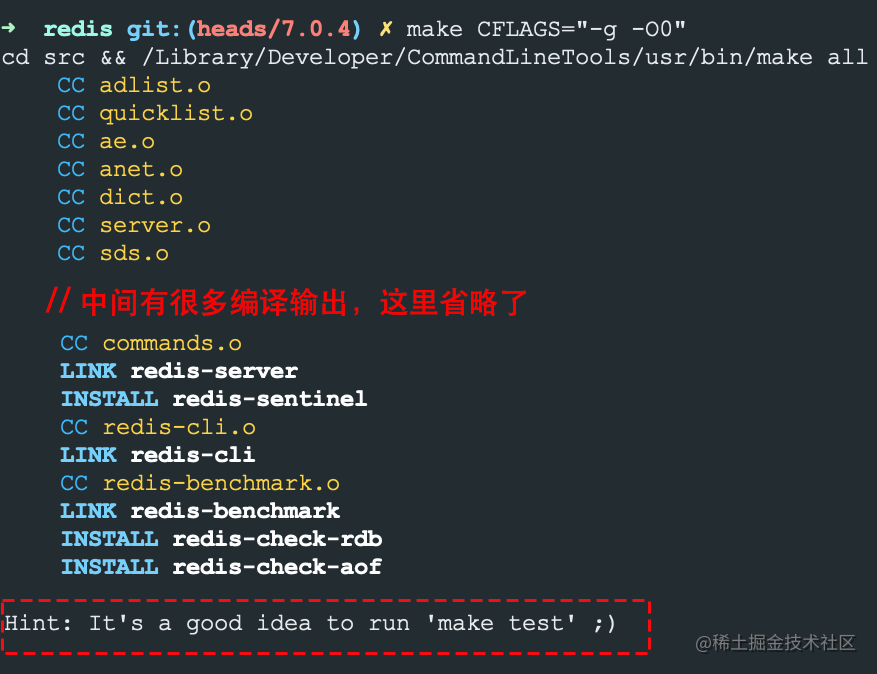 ➜ redis git:(heads/7.0.4) ✗ make CFLAGS="-g -O0"
cd src && /Library/Developer/CommandLineTools/usr/bin/make all
CC adlist.o
CC quicklist.o
CC ae.o
CC anet.o
CC dict.o
CC server.o
CC sds.o
// 中间有很多编译输出，这里省略了
CC commands.o
LINK redis-server
INSTALL redis-sentinel
CC redis-cli.o
LINK redis-cli
CC redis-benchmark.o
LINK redis-benchmark
INSTALL redis-check-rdb
INSTALL redis-check-aof
Hint: It's a good idea to run 'make test' ;)
@稀土掘金技术社区